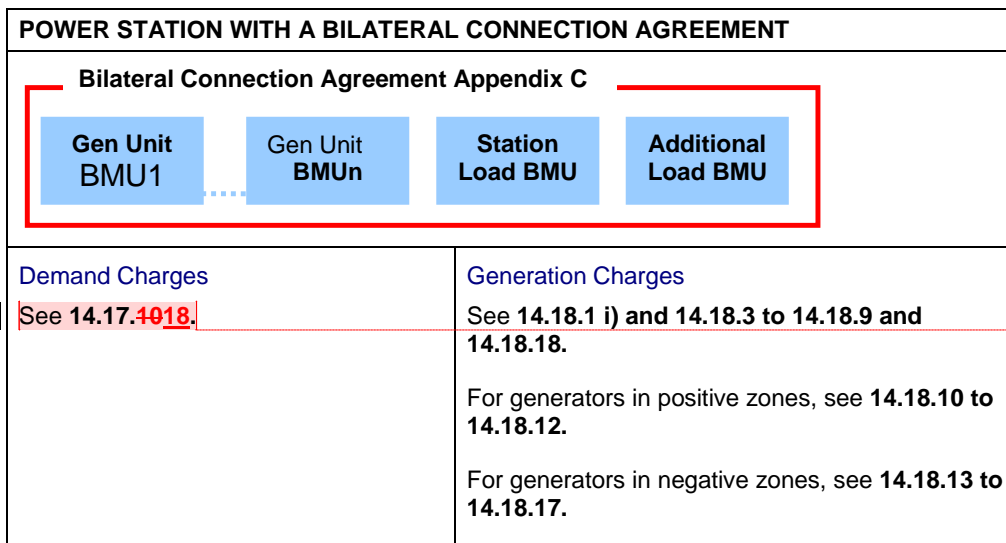 POWER STATION WITH A BILATERAL CONNECTION AGREEMENT
Bilateral Connection Agreement Appendix C
Gen Unit
BMU1
Gen Unit
BMUn
Station
Load BMU
Additional
Load BMU
Demand Charges
See 14.17.1018.
Generation Charges
See 14.18.1 i) and 14.18.3 to 14.18.9 and
14.18.18.
For generators in positive zones, see 14.18.10 to
14.18.12.
For generators in negative zones, see 14.18.13 to
14.18.17.